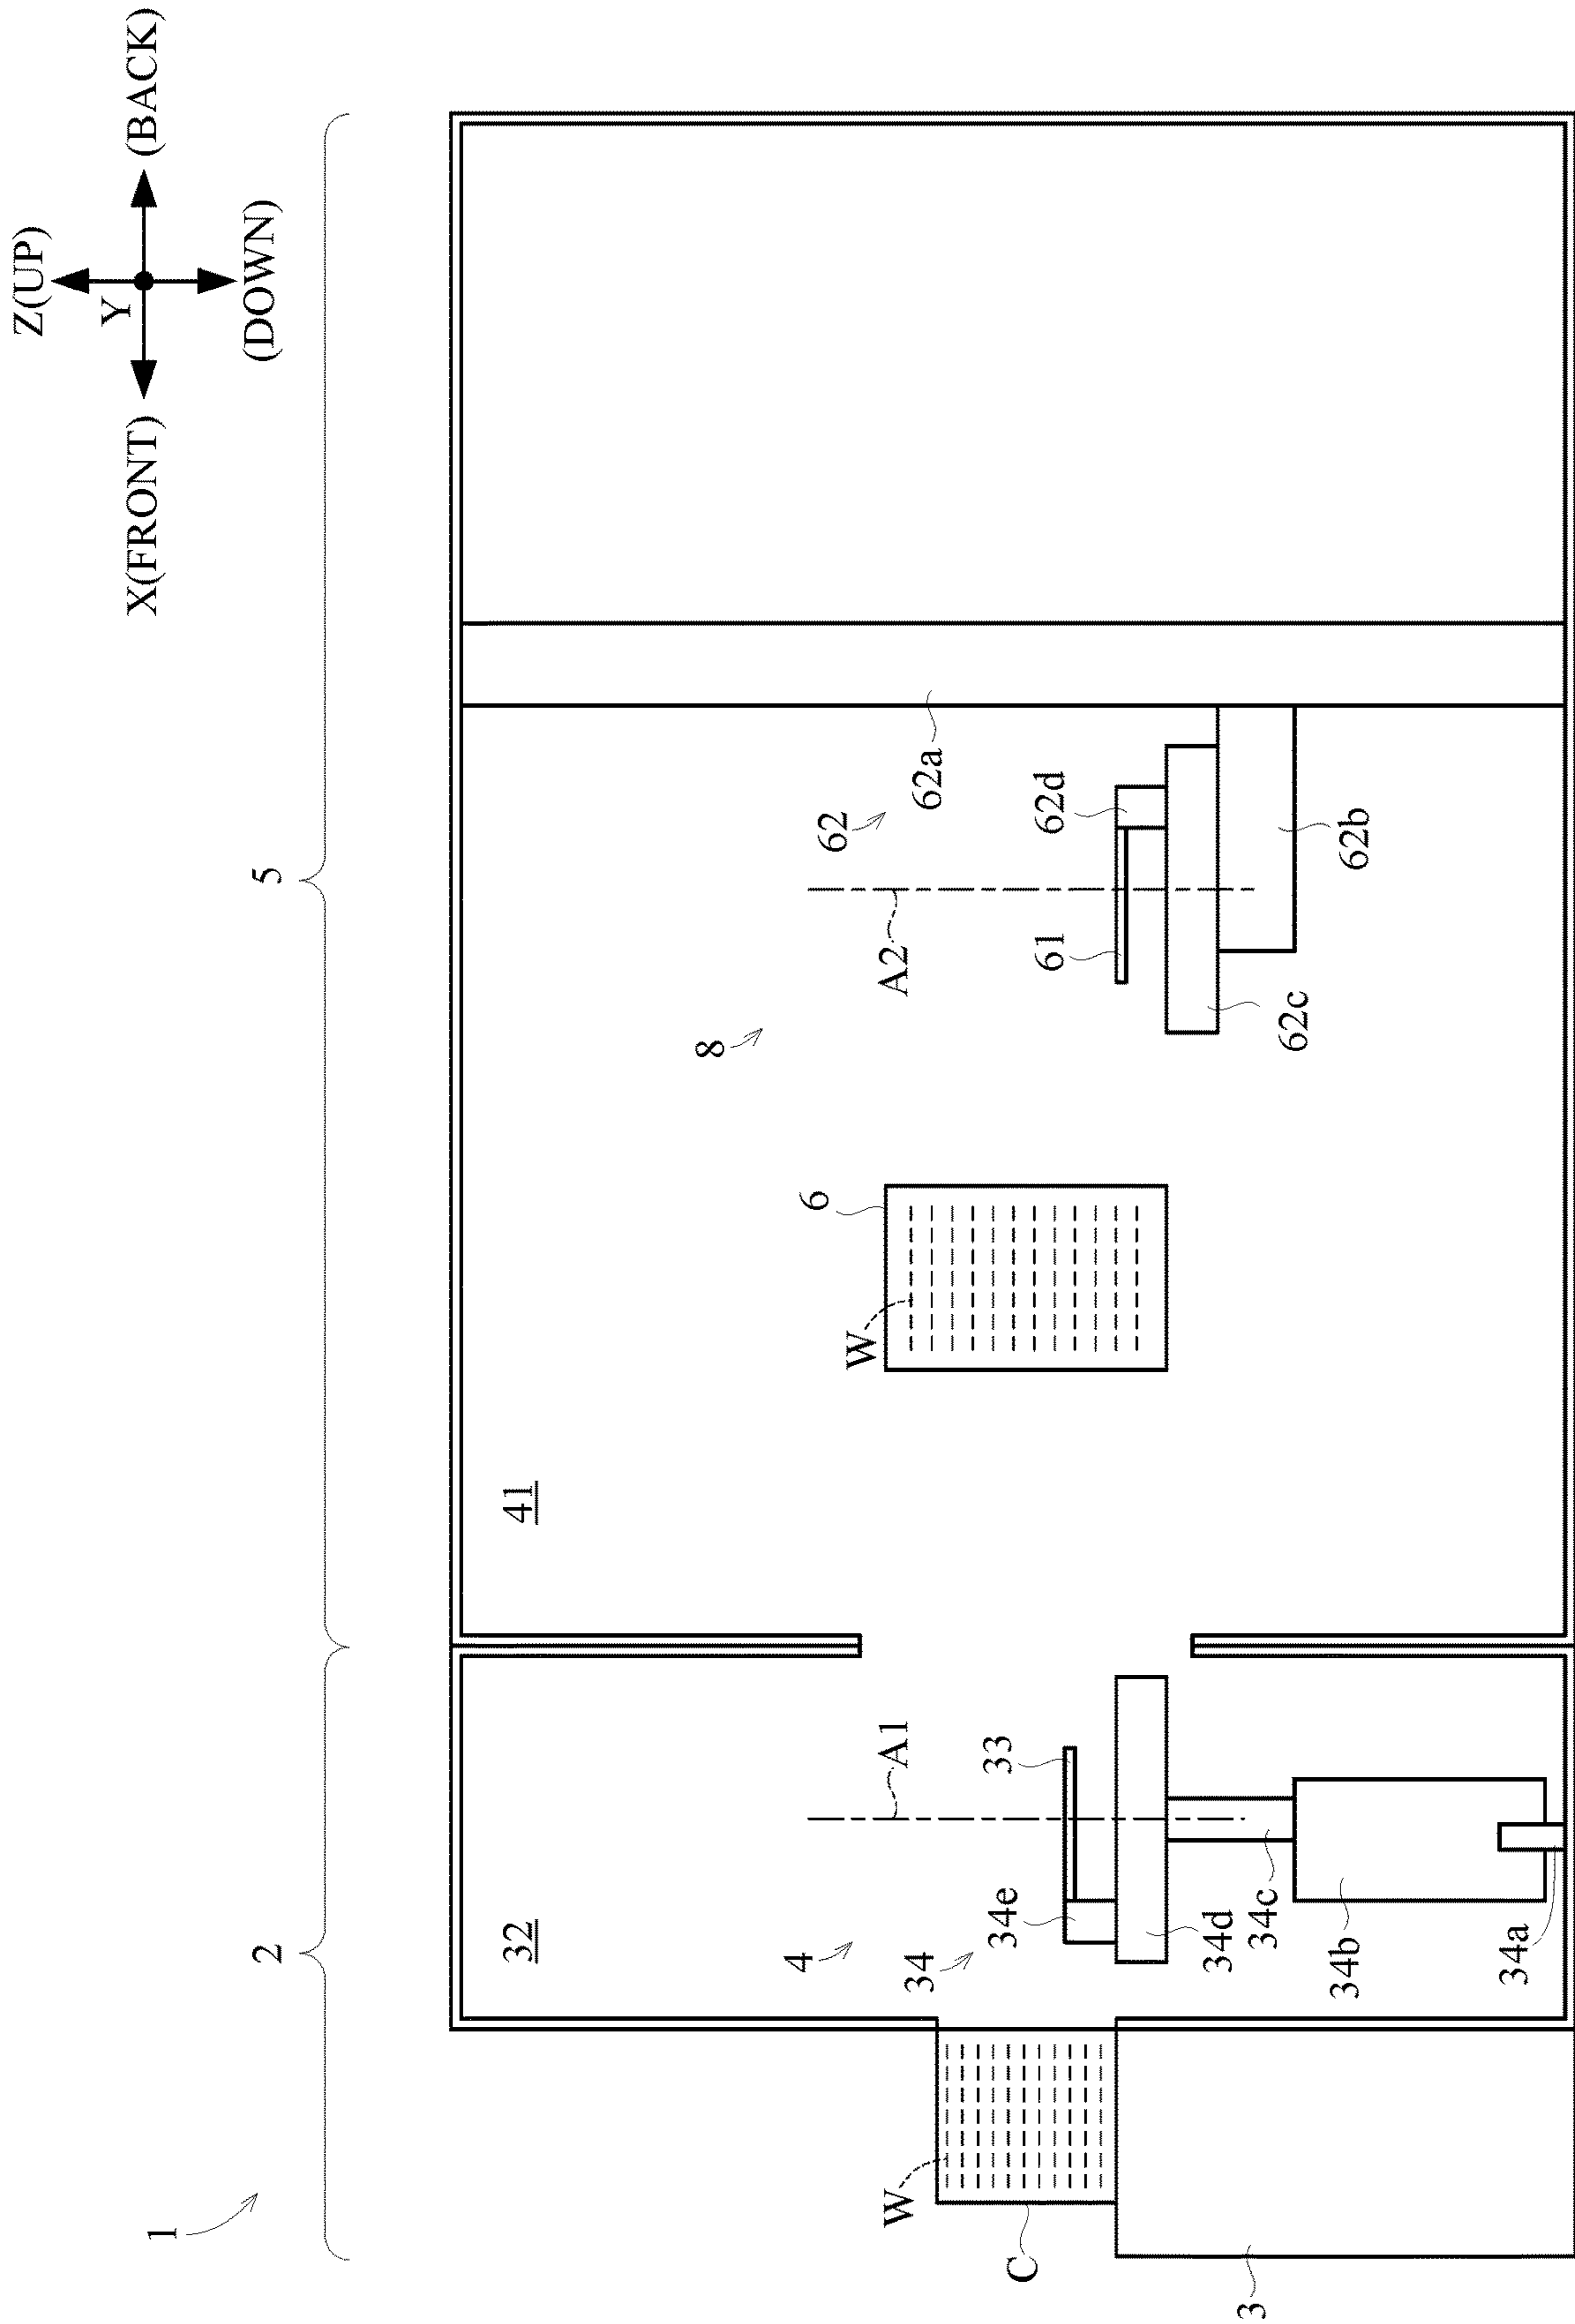 1
2
5
Z(UP)
Y
X(FRONT)
(BACK)
(DOWN)
32
41
8
4
34
34e
33
A1
W
6
A2
61
62
62a
62d
62b
62c
W
C
3
34d
34c
34b
34a